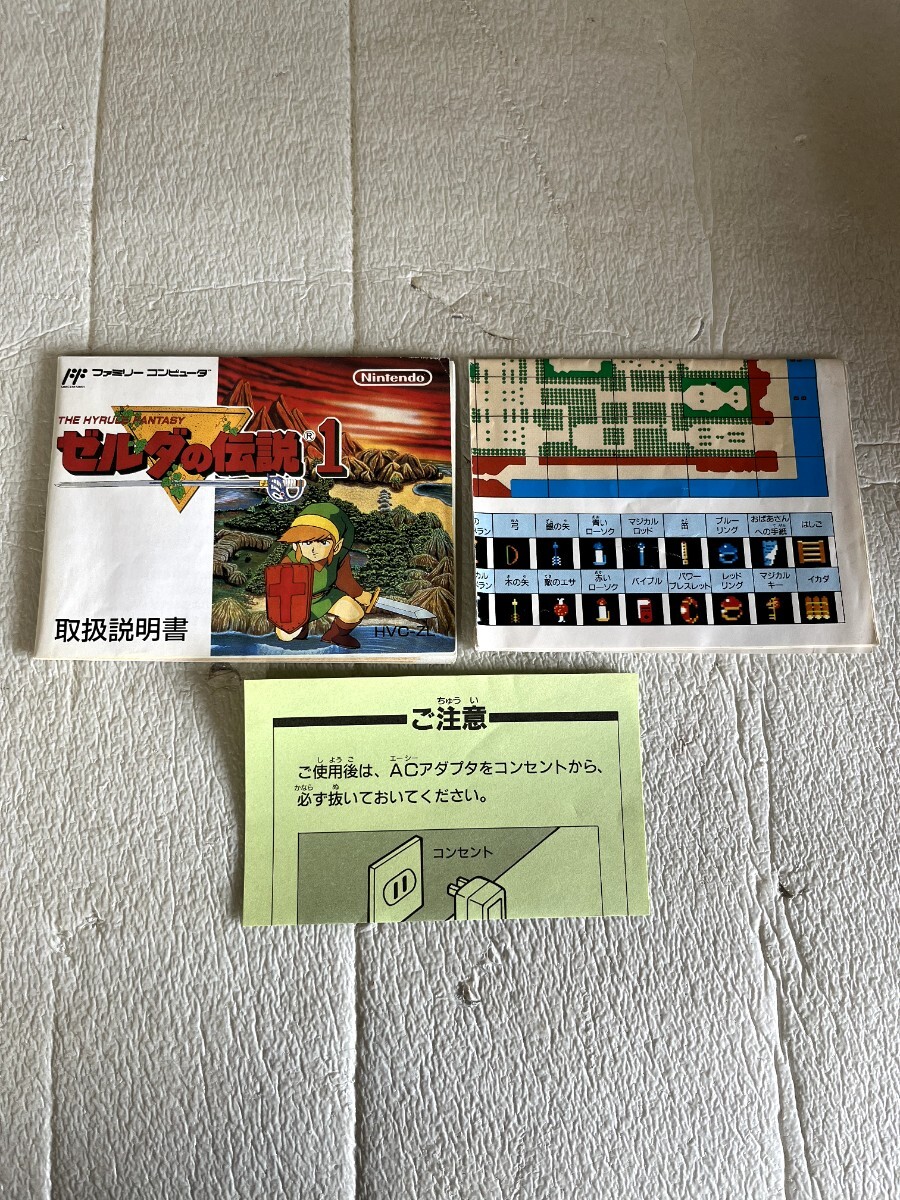 ファミリー コンピュータ™
Nintendo
THE HYRULE FANTASY
ゼルダの伝説®1
取扱説明書
HVC-ZL
弓
銀の矢
青い
ローソク
マジカル
ロッド
笛
ブルー
リング
おばあさん
への手紙
はしご
木の矢
敵のエサ
赤い
ローソク
バイブル
パワー
ブレスレット
レッド
リング
マジカル
キー
イカダ
ちゅう い
ご注意
し よう ご エーシー
ご使用後は、ACアダプタをコンセントから、
かなら ぬ
必ず抜いておいてください。
コンセント